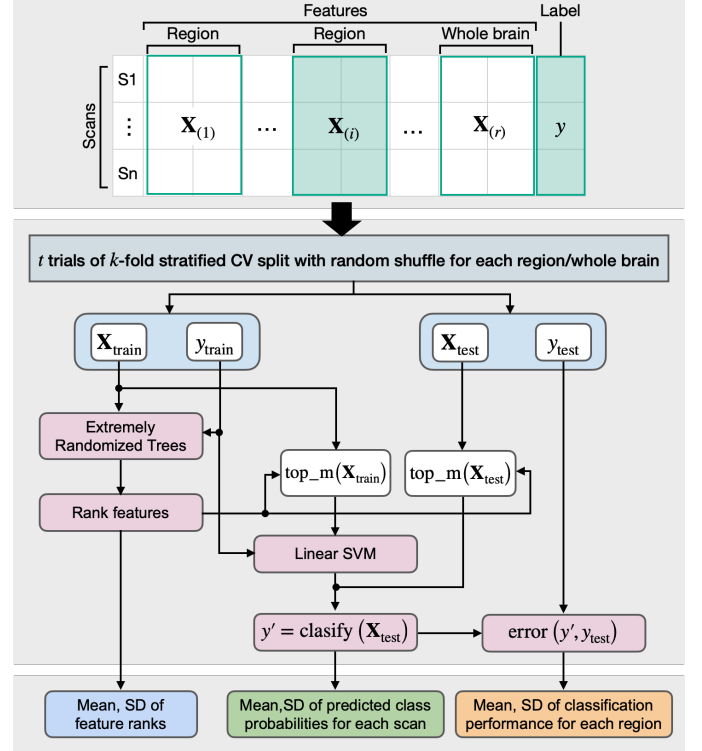 Features
Label
Region
Region
Whole brain
Scans
S1
⋮
Sn
X(1)
...
X(i)
...
X(r)
y
t trials of k-fold stratified CV split with random shuffle for each region/whole brain
Xtrain
ytrain
Xtest
ytest
Extremely
Randomized Trees
top_m(Xtrain)
top_m(Xtest)
Rank features
Linear SVM
y′ = clasify (Xtest)
error (y′, ytest)
Mean, SD of
feature ranks
Mean,SD of predicted class
probabilities for each scan
Mean, SD of classification
performance for each region